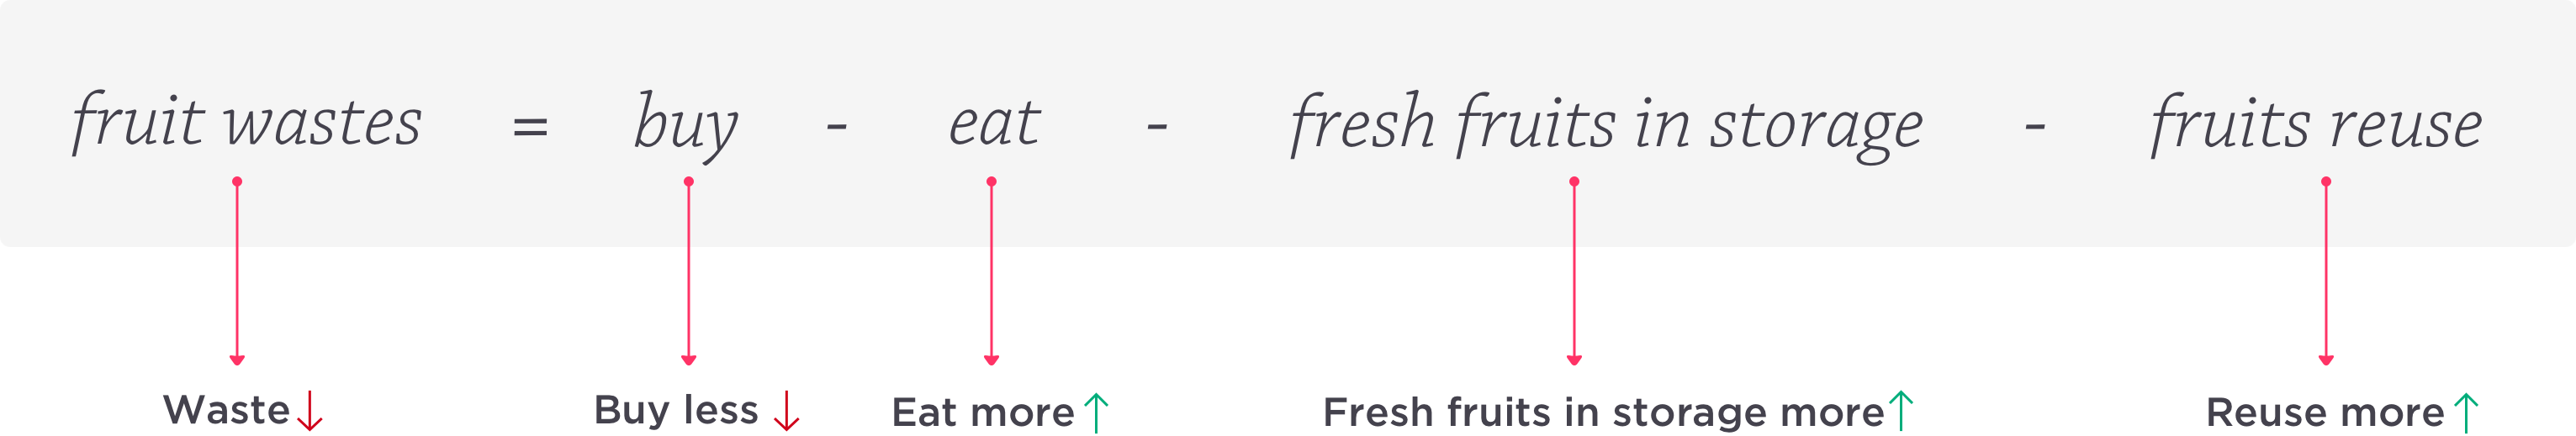 fruit wastes = buy - eat - fresh fruits in storage - fruits reuse
Waste↓ Buy less ↓ Eat more ↑ Fresh fruits in storage more ↑ Reuse more ↑